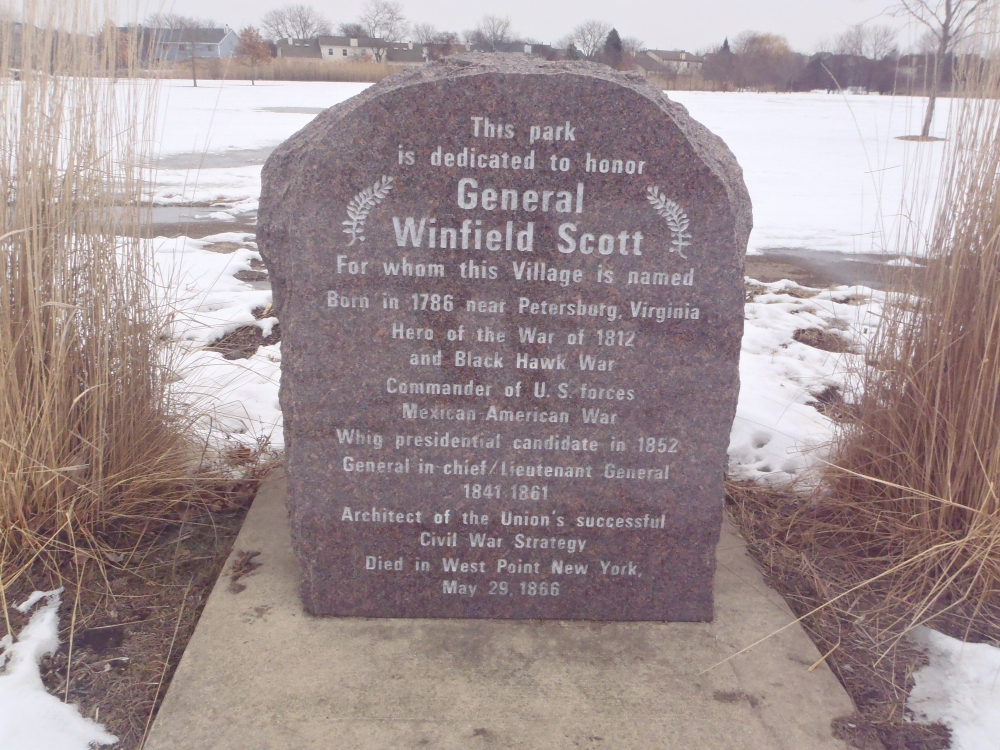 This park
is dedicated to honor
General
Winfield Scott
For whom this Village is named
Born in 1786 near Petersburg, Virginia
Hero of the War of 1812
and Black Hawk War
Commander of U.S. forces
Mexican-American War
Whig presidential candidate in 1852
General in chief/Lieutenant General
1841-1861
Architect of the Union's successful
Civil War Strategy
Died in West Point New York,
May 29, 1866